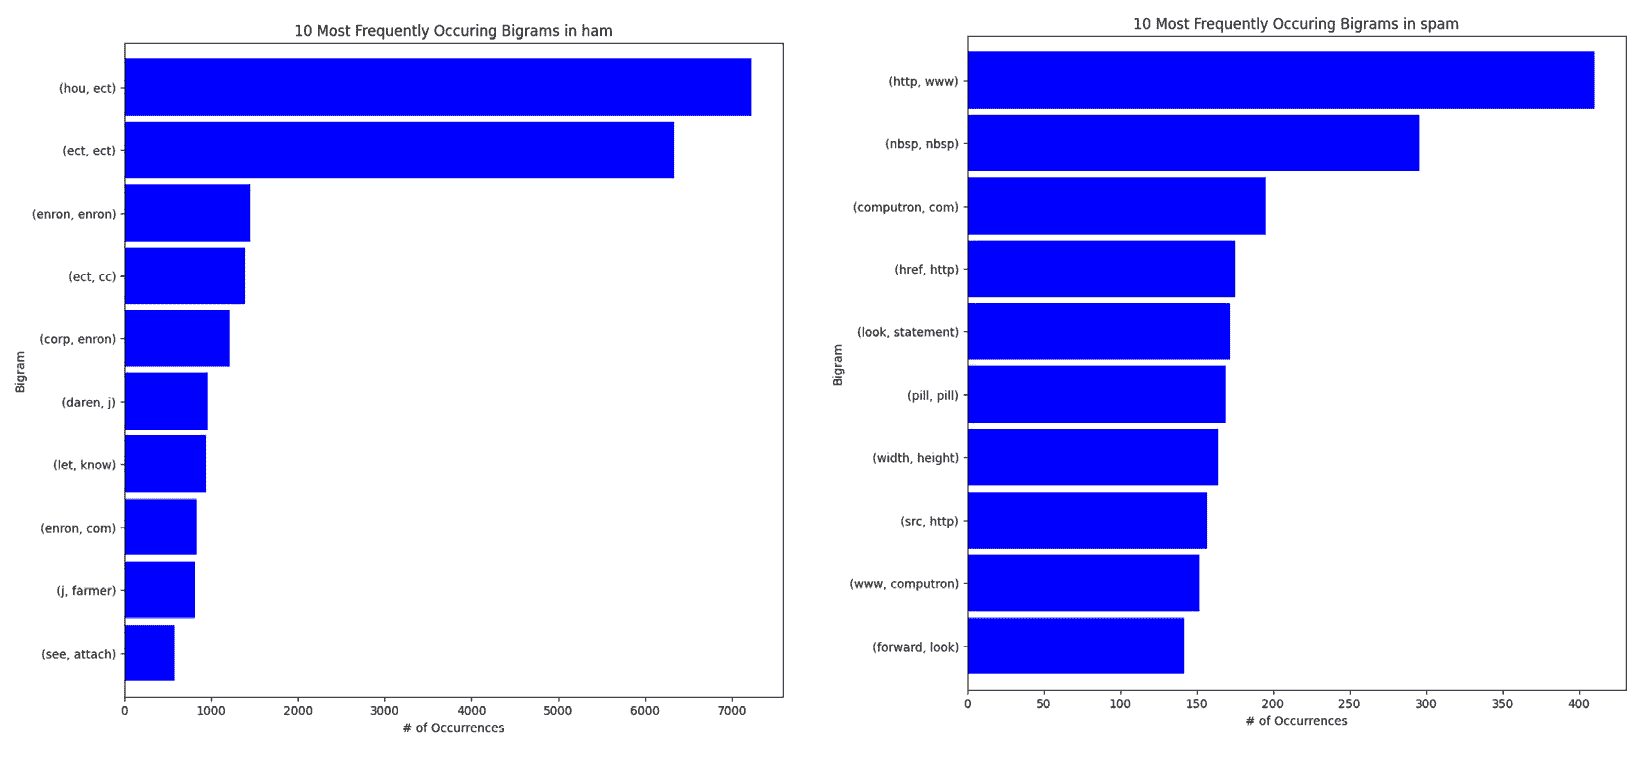 10 Most Frequently Occuring Bigrams in ham
(hou, ect)
(ect, ect)
(enron, enron)
(ect, cc)
(corp, enron)
(daren, j)
(let, know)
(enron, com)
(j, farmer)
(see, attach)
Bigram
0 1000 2000 3000 4000 5000 6000 7000
# of Occurrences
10 Most Frequently Occuring Bigrams in spam
(http, www)
(nbsp, nbsp)
(computron, com)
(href, http)
(look, statement)
(pill, pill)
(width, height)
(src, http)
(www, computron)
(forward, look)
Bigram
0 50 100 150 200 250 300 350 400
# of Occurrences